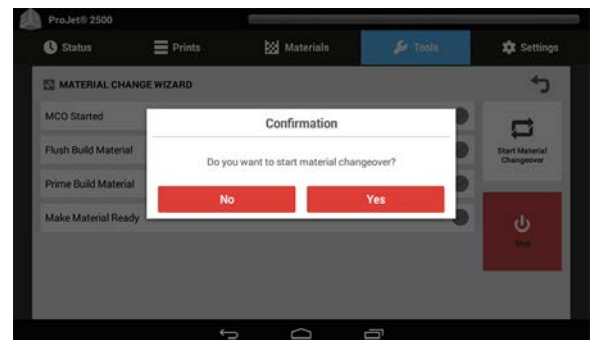 ProJet® 2500
Status
Prints
Materials
Tools
Settings
MATERIAL CHANGE WIZARD
MCO Started
Flush Build Material
Prime Build Material
Make Material Ready
Confirmation
Do you want to start material changeover?
No
Yes
Start Material
Changeover
Stop